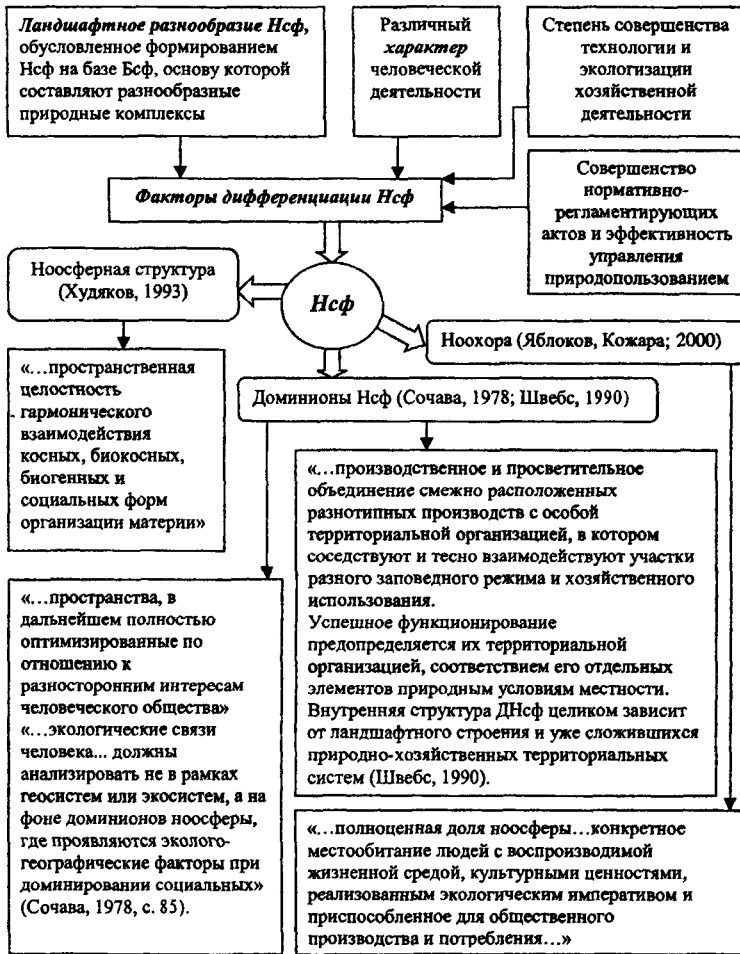 Ландшафтное разнообразие Нсф,
обусловленное формированием
Нсф на базе Бсф, основу которой
составляют разнообразные
природные комплексы
Различный
характер
человеческой
деятельности
Степень совершенства
технологии и
экологизации
хозяйственной
деятельности
Факторы дифференциации Нсф
Совершенство
нормативно-
регламентирующих
актов и эффективность
управления
природопользованием
Ноосферная структура
(Худяков, 1993)
Нсф
Ноохора (Яблоков, Кожара; 2000)
«…пространственная
целостность
гармонического
взаимодействия
косных, биокосных,
биогенных и
социальных форм
организации материи»
Доминионы Нсф (Сочава, 1978; Швебс, 1990)
«…производственное и просветительное
объединение смежно расположенных
разнотипных производств с особой
территориальной организацией, в котором
соседствуют и тесно взаимодействуют участки
разного заповедного режима и хозяйственного
использования.
Успешное функционирование
предопределяется их территориальной
организацией, соответствием его отдельных
элементов природным условиям местности.
Внутренняя структура ДНсф целиком зависит
от ландшафтного строения и уже сложившихся
природно-хозяйственных территориальных
систем (Швебс, 1990).
«…пространства, в
дальнейшем полностью
оптимизированные по
отношению к
разносторонним интересам
человеческого общества»
«…экологические связи
человека... должны
анализировать не в рамках
геосистем или экосистем, а на
фоне доминионов ноосферы,
где проявляются эколого-
географические факторы при
доминировании социальных»
(Сочава, 1978, с. 85).
«…полноценная доля ноосферы…конкретное
местообитание людей с воспроизводимой
жизненной средой, культурными ценностями,
реализованным экологическим императивом и
приспособленное для общественного
производства и потребления…»